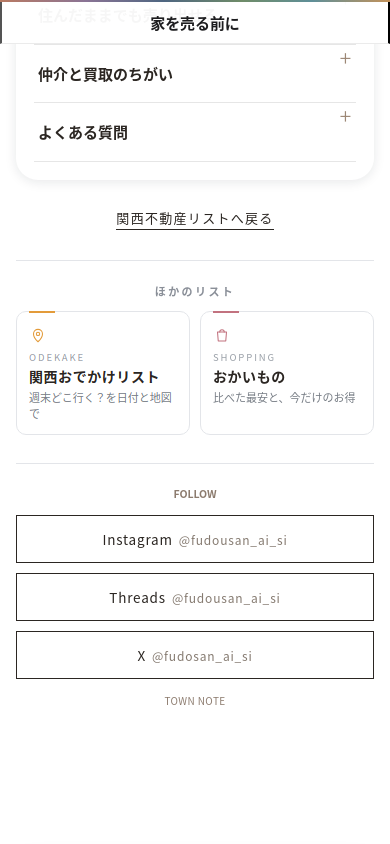 家を売る前に
仲介と買取のちがい
よくある質問
関西不動産リストへ戻る
ほかのリスト
ODEKAKE
関西おでかけリスト
週末どこ行く？を日付と地図
で
SHOPPING
おかいもの
比べた最安と、今だけのお得
FOLLOW
Instagram @fudousan_ai_si
Threads @fudousan_ai_si
X @fudosan_ai_si
TOWN NOTE